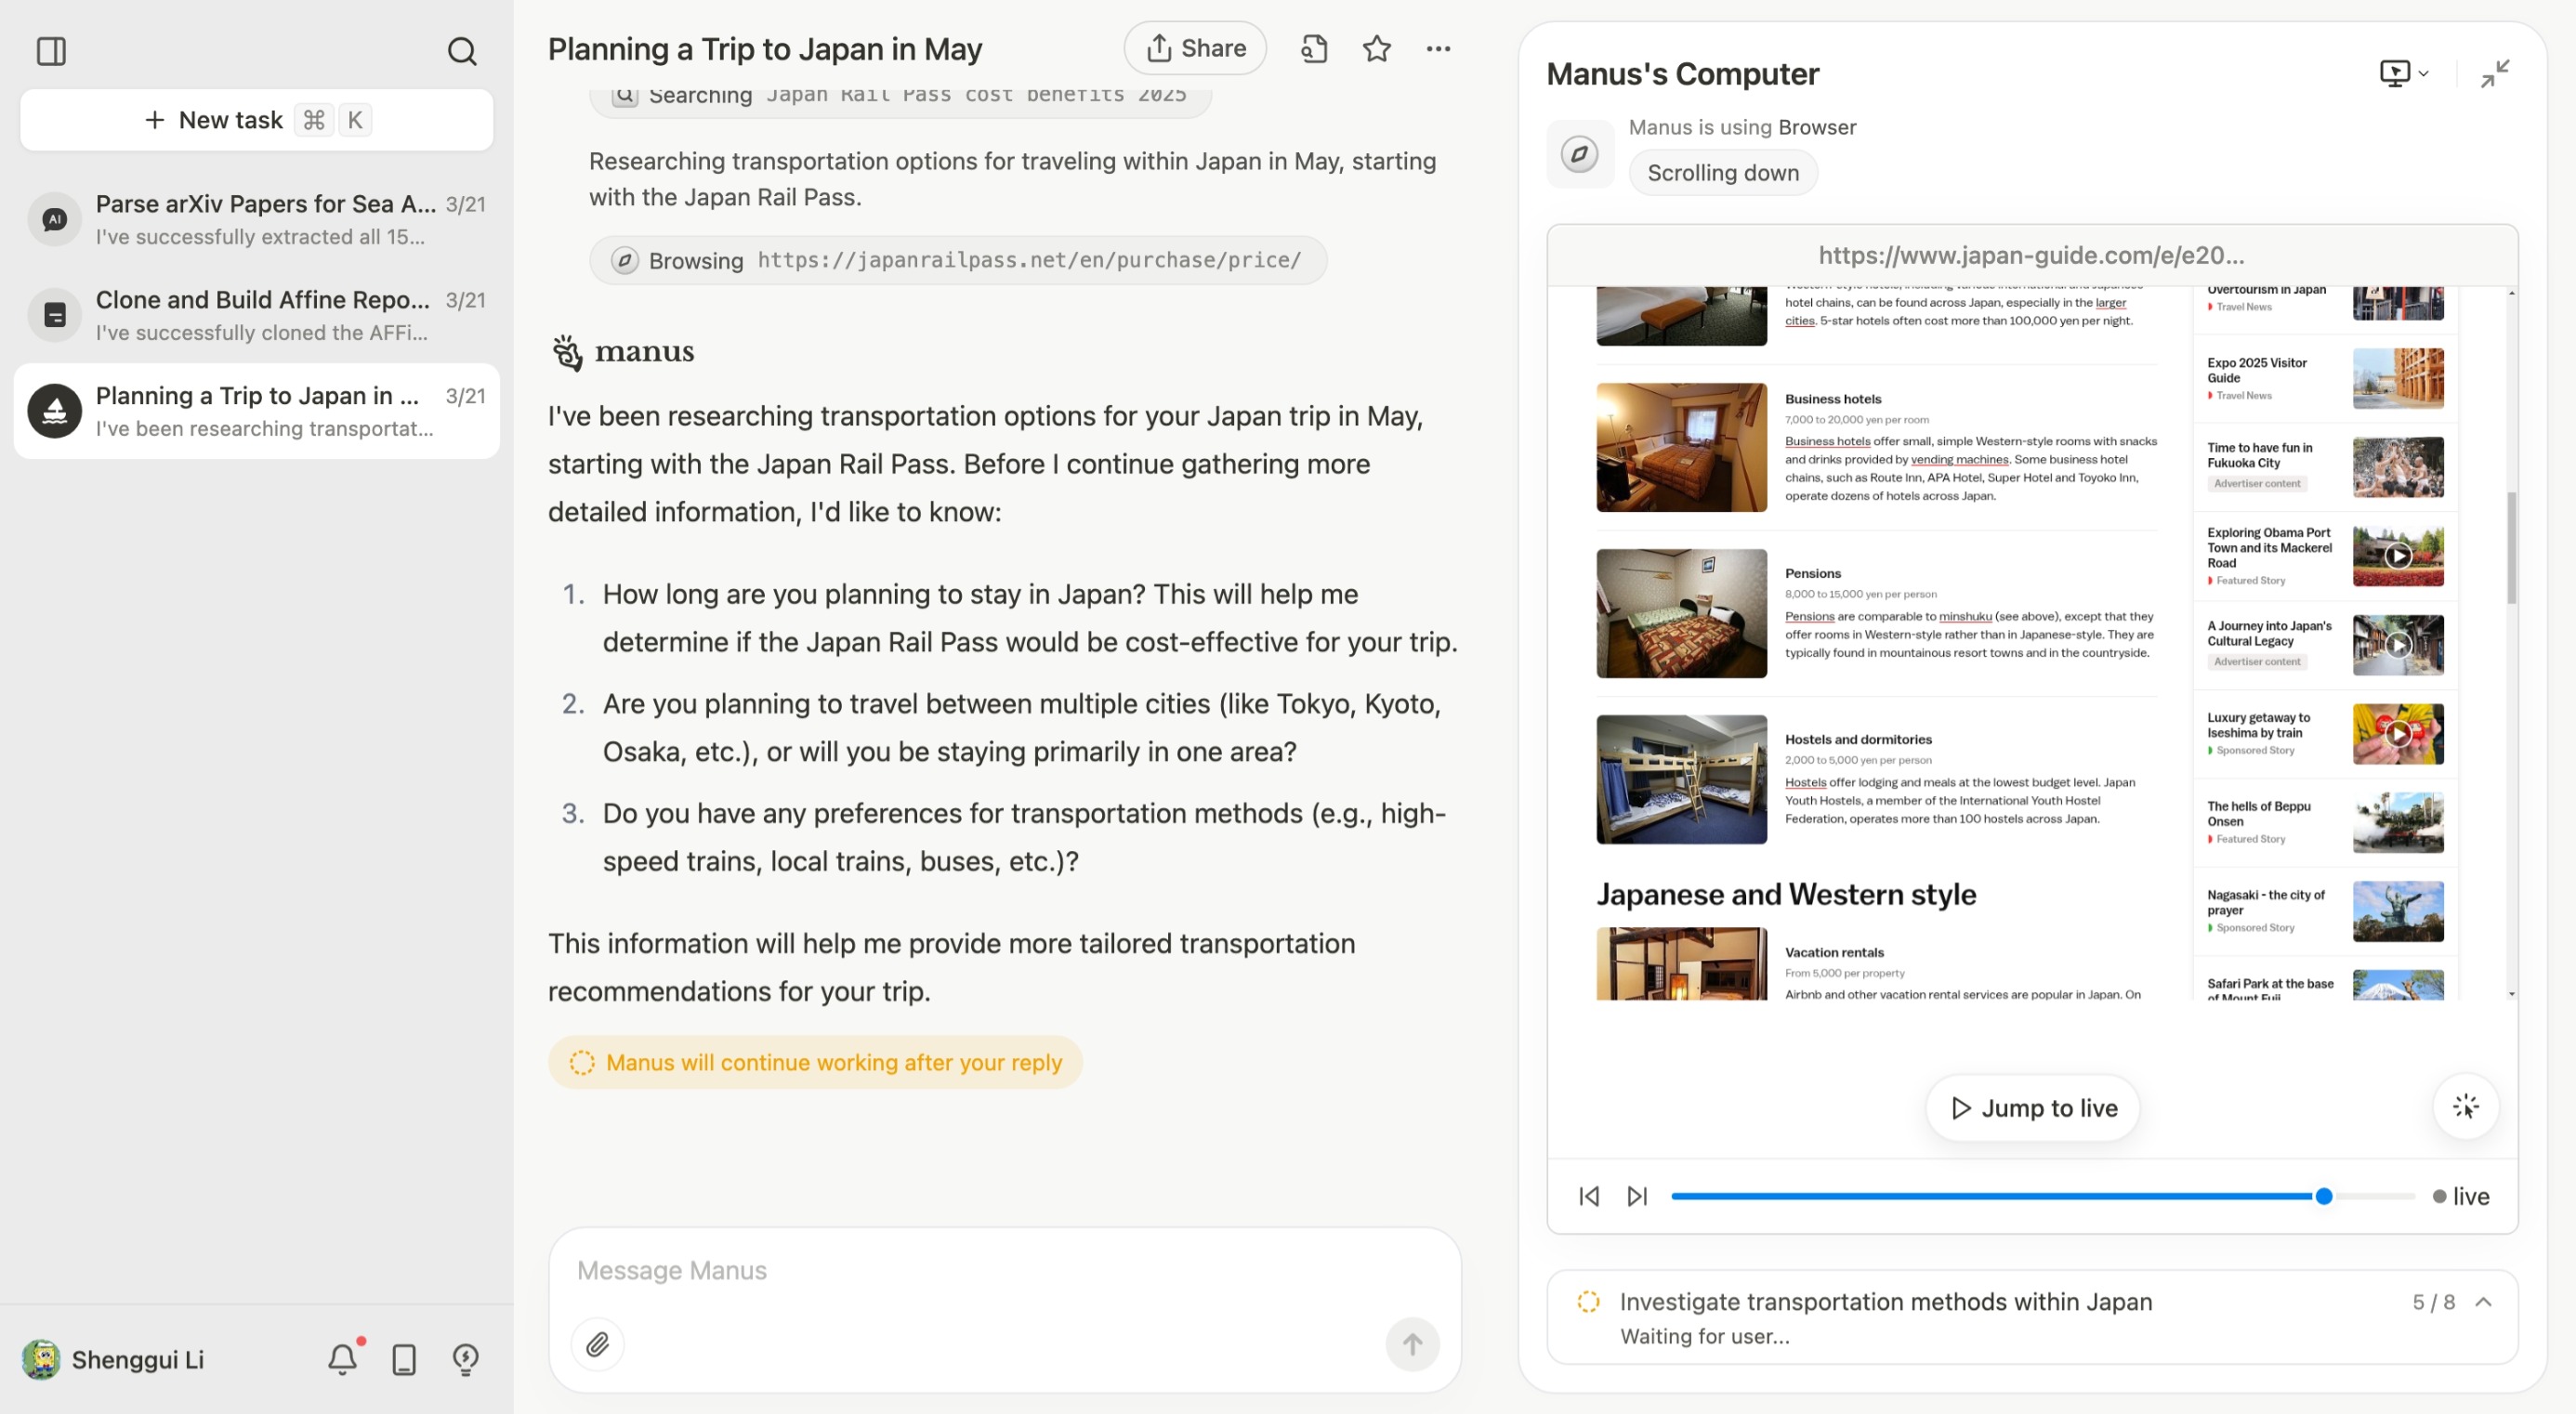 New task ⌘ K
Parse arXiv Papers for Sea A... 3/21
I've successfully extracted all 15...
Clone and Build Affine Repo... 3/21
I've successfully cloned the AFFi...
Planning a Trip to Japan in ... 3/21
I've been researching transportat...
Shenggui Li
Planning a Trip to Japan in May
Share
Searching Japan Rail Pass cost benefits 2025
Researching transportation options for traveling within Japan in May, starting
with the Japan Rail Pass.
Browsing https://japanrailpass.net/en/purchase/price/
manus
I've been researching transportation options for your Japan trip in May,
starting with the Japan Rail Pass. Before I continue gathering more
detailed information, I'd like to know:
1. How long are you planning to stay in Japan? This will help me
determine if the Japan Rail Pass would be cost-effective for your trip.
2. Are you planning to travel between multiple cities (like Tokyo, Kyoto,
Osaka, etc.), or will you be staying primarily in one area?
3. Do you have any preferences for transportation methods (e.g., high-
speed trains, local trains, buses, etc.)?
This information will help me provide more tailored transportation
recommendations for your trip.
Manus will continue working after your reply
Message Manus
Manus's Computer
Manus is using Browser
Scrolling down
https://www.japan-guide.com/e/e20...
hotel chains, can be found across Japan, especially in the larger
cities. 5-star hotels often cost more than 100,000 yen per night.
Business hotels
7,000 to 20,000 yen per room
Business hotels offer small, simple Western-style rooms with snacks
and drinks provided by vending machines. Some business hotel
chains, such as Route Inn, APA Hotel, Super Hotel and Toyoko Inn,
operate dozens of hotels across Japan.
Pensions
8,000 to 15,000 yen per person
Pensions are comparable to minshuku (see above), except that they
offer rooms in Western-style rather than in Japanese-style. They are
typically found in mountainous resort towns and in the countryside.
Hostels and dormitories
2,000 to 5,000 yen per person
Hostels offer lodging and meals at the lowest budget level. Japan
Youth Hostels, a member of the International Youth Hostel
Federation, operates more than 100 hostels across Japan.
Japanese and Western style
Vacation rentals
From 5,000 per property
Airbnb and other vacation rental services are popular in Japan. On
Overtourism in Japan
Travel News
Expo 2025 Visitor
Guide
Travel News
Time to have fun in
Fukuoka City
Advertiser content
Exploring Obama Port
Town and its Mackerel
Road
Featured Story
A Journey into Japan's
Cultural Legacy
Advertiser content
Luxury getaway to
Iseshima by train
Sponsored Story
The hells of Beppu
Onsen
Featured Story
Nagasaki - the city of
prayer
Sponsored Story
Safari Park at the base
of Mount Fuji
Jump to live
live
Investigate transportation methods within Japan 5 / 8
Waiting for user...